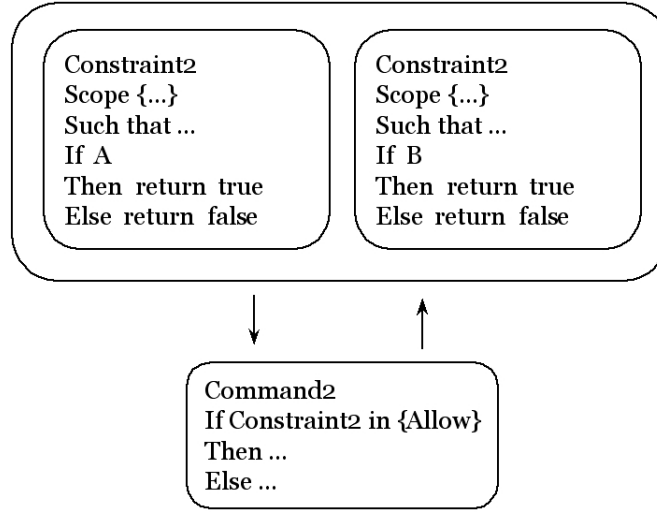 Constraint2
Scope {...}
Such that ...
If A
Then return true
Else return false
Constraint2
Scope {...}
Such that ...
If B
Then return true
Else return false
Command2
If Constraint2 in {Allow}
Then ...
Else ...